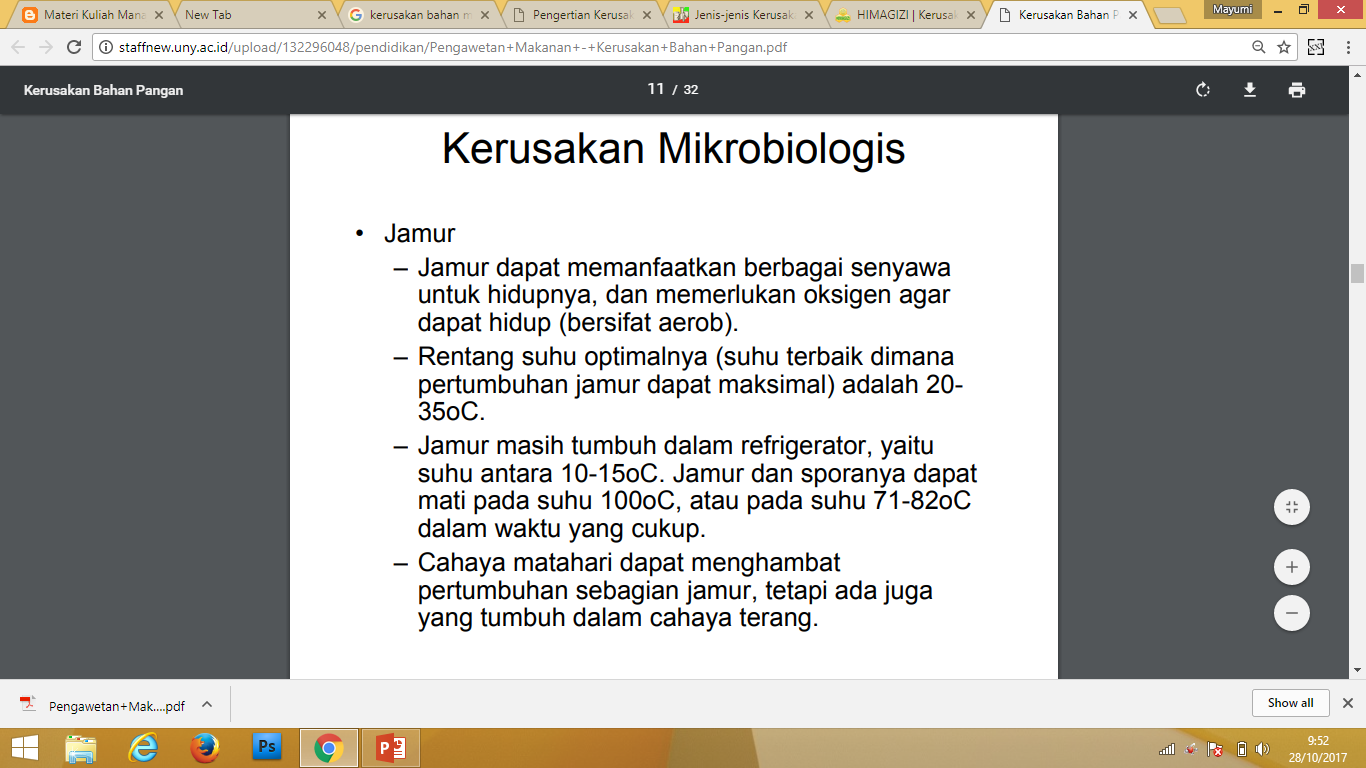 Materi Kuliah Mana
New Tab
kerusakan bahan m
Pengertian Kerusak
Jenis-jenis Kerusaka
HIMAGIZI | Kerusak
Kerusakan Bahan P
Mayumi
staffnew.uny.ac.id/upload/132296048/pendidikan/Pengawetan+Makanan+-+Kerusakan+Bahan+Pangan.pdf
Kerusakan Bahan Pangan
11 / 32
Kerusakan Mikrobiologis
• Jamur
– Jamur dapat memanfaatkan berbagai senyawa
untuk hidupnya, dan memerlukan oksigen agar
dapat hidup (bersifat aerob).
– Rentang suhu optimalnya (suhu terbaik dimana
pertumbuhan jamur dapat maksimal) adalah 20-
35oC.
– Jamur masih tumbuh dalam refrigerator, yaitu
suhu antara 10-15oC. Jamur dan sporanya dapat
mati pada suhu 100oC, atau pada suhu 71-82oC
dalam waktu yang cukup.
– Cahaya matahari dapat menghambat
pertumbuhan sebagian jamur, tetapi ada juga
yang tumbuh dalam cahaya terang.
Pengawetan+Mak....pdf
Show all
Ps
9:52
28/10/2017